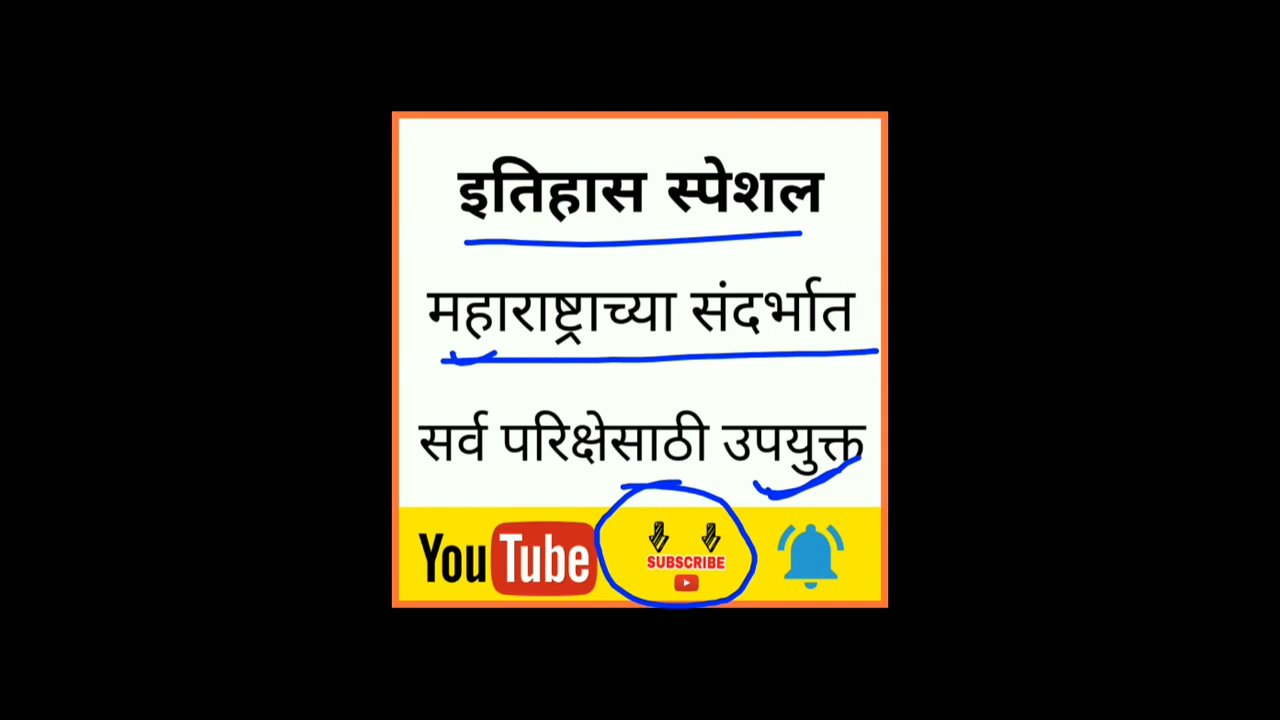 इतिहास स्पेशल
महाराष्ट्राच्या संदर्भात
सर्व परिक्षेसाठी उपयुक्त
YouTube
SUBSCRIBE